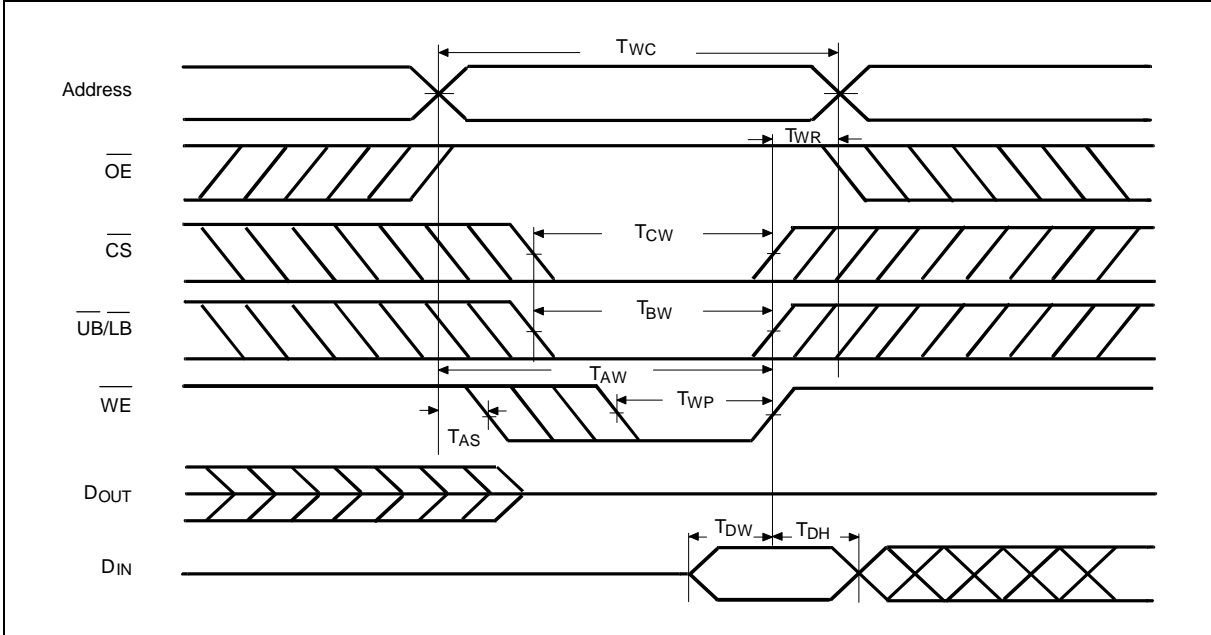 TWC
Address
TWR
OE
TCW
CS
TBW
UB/LB
TAW
WE
TWP
TAS
DOUT
TDW
TDH
DIN